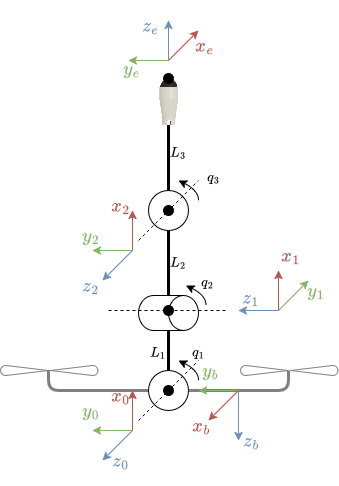 z_e
x_e
y_e
L_3
q_3
x_2
y_2
L_2
z_2
x_1
q_2
y_1
z_1
L_1
q_1
y_b
x_0
y_0
x_b
z_b
z_0